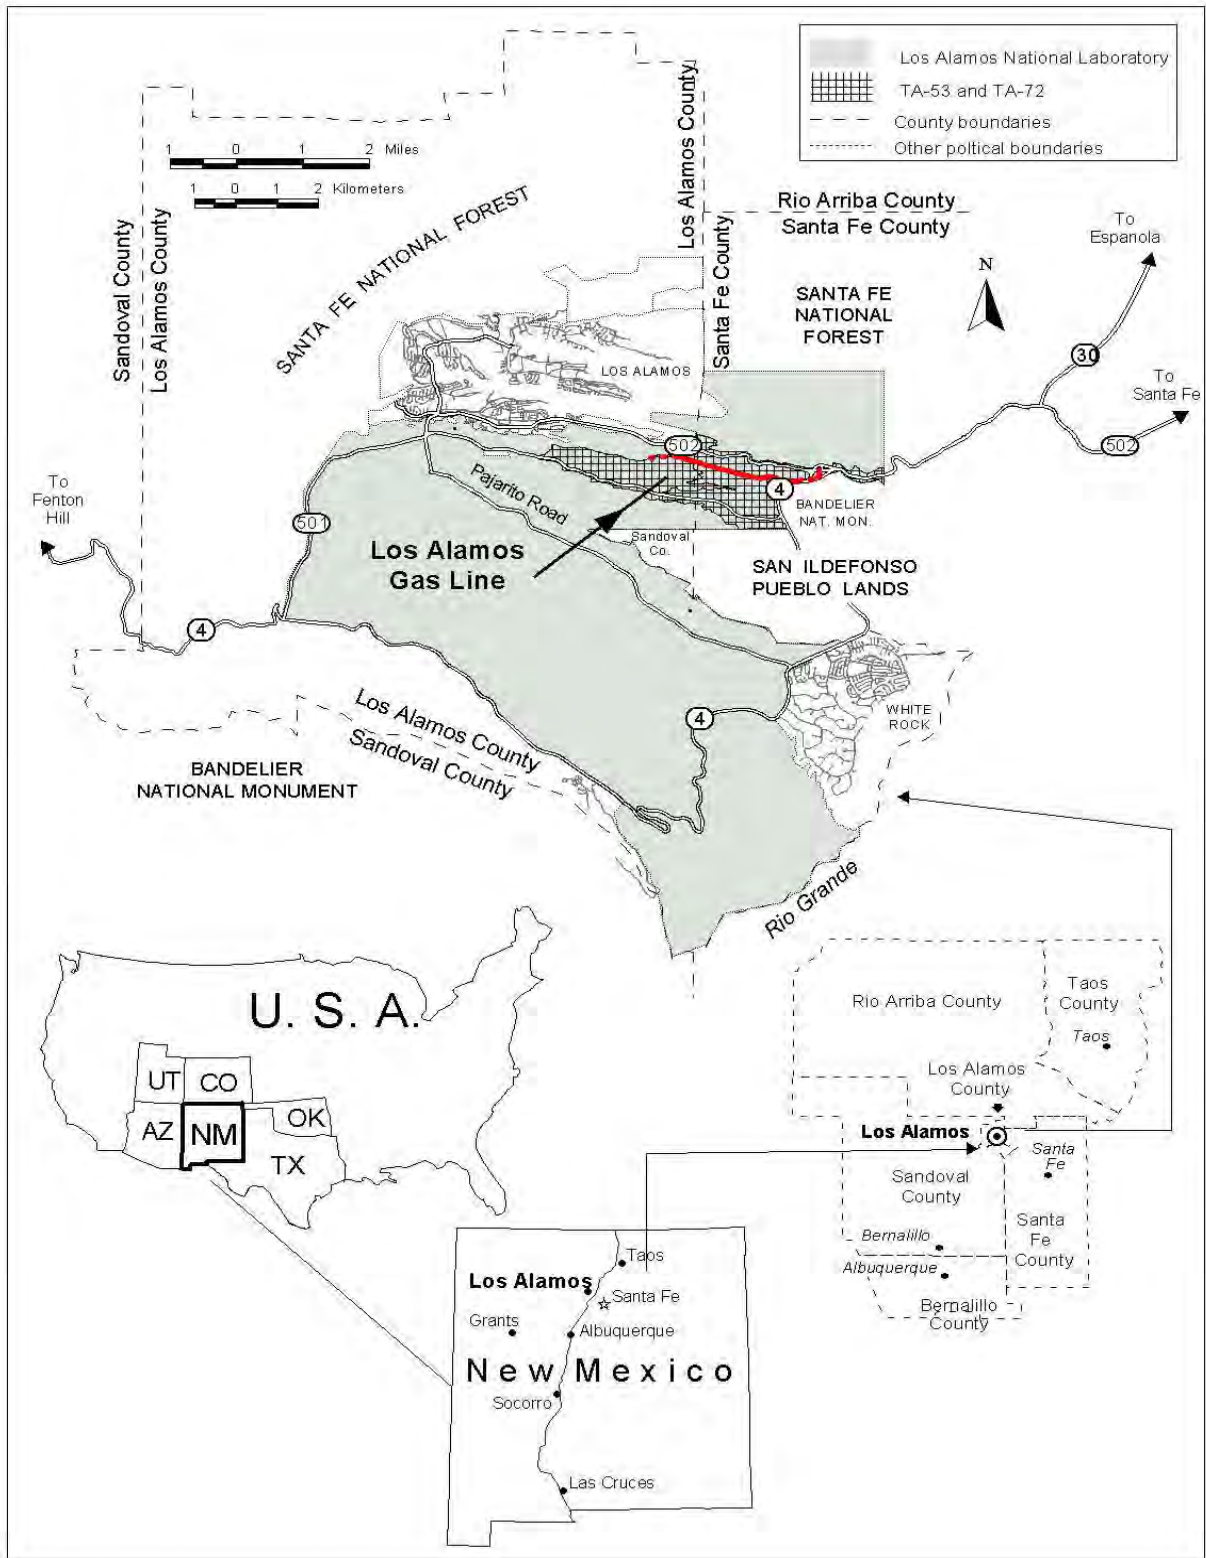 Los Alamos National Laboratory
TA-53 and TA-72
County boundaries
Other poltical boundaries
1 0 1 2 Miles
1 0 1 2 Kilometers
Sandoval County
Los Alamos County
SANTA FE NATIONAL FOREST
Los Alamos County
Santa Fe County
Rio Arriba County
Santa Fe County
To
Espanola
N
SANTA FE
NATIONAL
FOREST
30
To
Santa Fe
502
LOS ALAMOS
502
4
BANDELIER
NAT. MON.
Pajarito Road
To
Fenton
Hill
501
Sandoval
Co.
Los Alamos
Gas Line
SAN ILDEFONSO
PUEBLO LANDS
4
WHITE
ROCK
4
Los Alamos County
Sandoval County
BANDELIER
NATIONAL MONUMENT
Rio Grande
U. S. A.
UT
CO
AZ
NM
OK
TX
Rio Arriba County
Taos
County
Taos
Los Alamos
County
Los Alamos
Santa
Fe
Sandoval
County
Santa
Fe
County
Bernalillo
Albuquerque
Bernalillo
County
Taos
Los Alamos
Santa Fe
Grants
Albuquerque
New Mexico
Socorro
Las Cruces